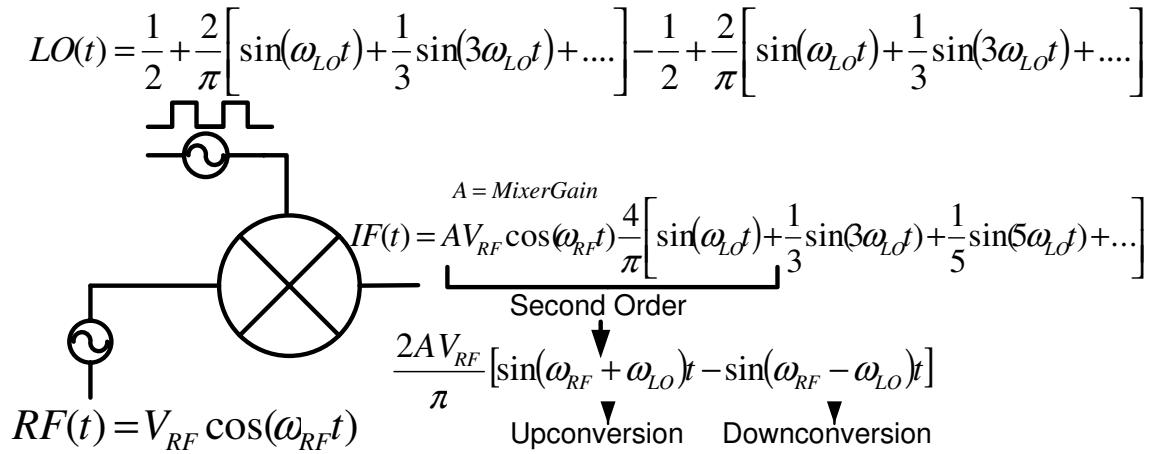 LO(t) = 1/2 + 2/π [ sin(ω_LO t) + 1/3 sin(3ω_LO t) + .... ] − 1/2 + 2/π [ sin(ω_LO t) + 1/3 sin(3ω_LO t) + .... ]
A = MixerGain
IF(t) = AV_RF cos(ω_RF t) 4/π [ sin(ω_LO t) + 1/3 sin(3ω_LO t) + 1/5 sin(5ω_LO t) + ... ]
Second Order
2AV_RF/π [sin(ω_RF + ω_LO)t − sin(ω_RF − ω_LO)t]
RF(t) = V_RF cos(ω_RF t)
Upconversion Downconversion